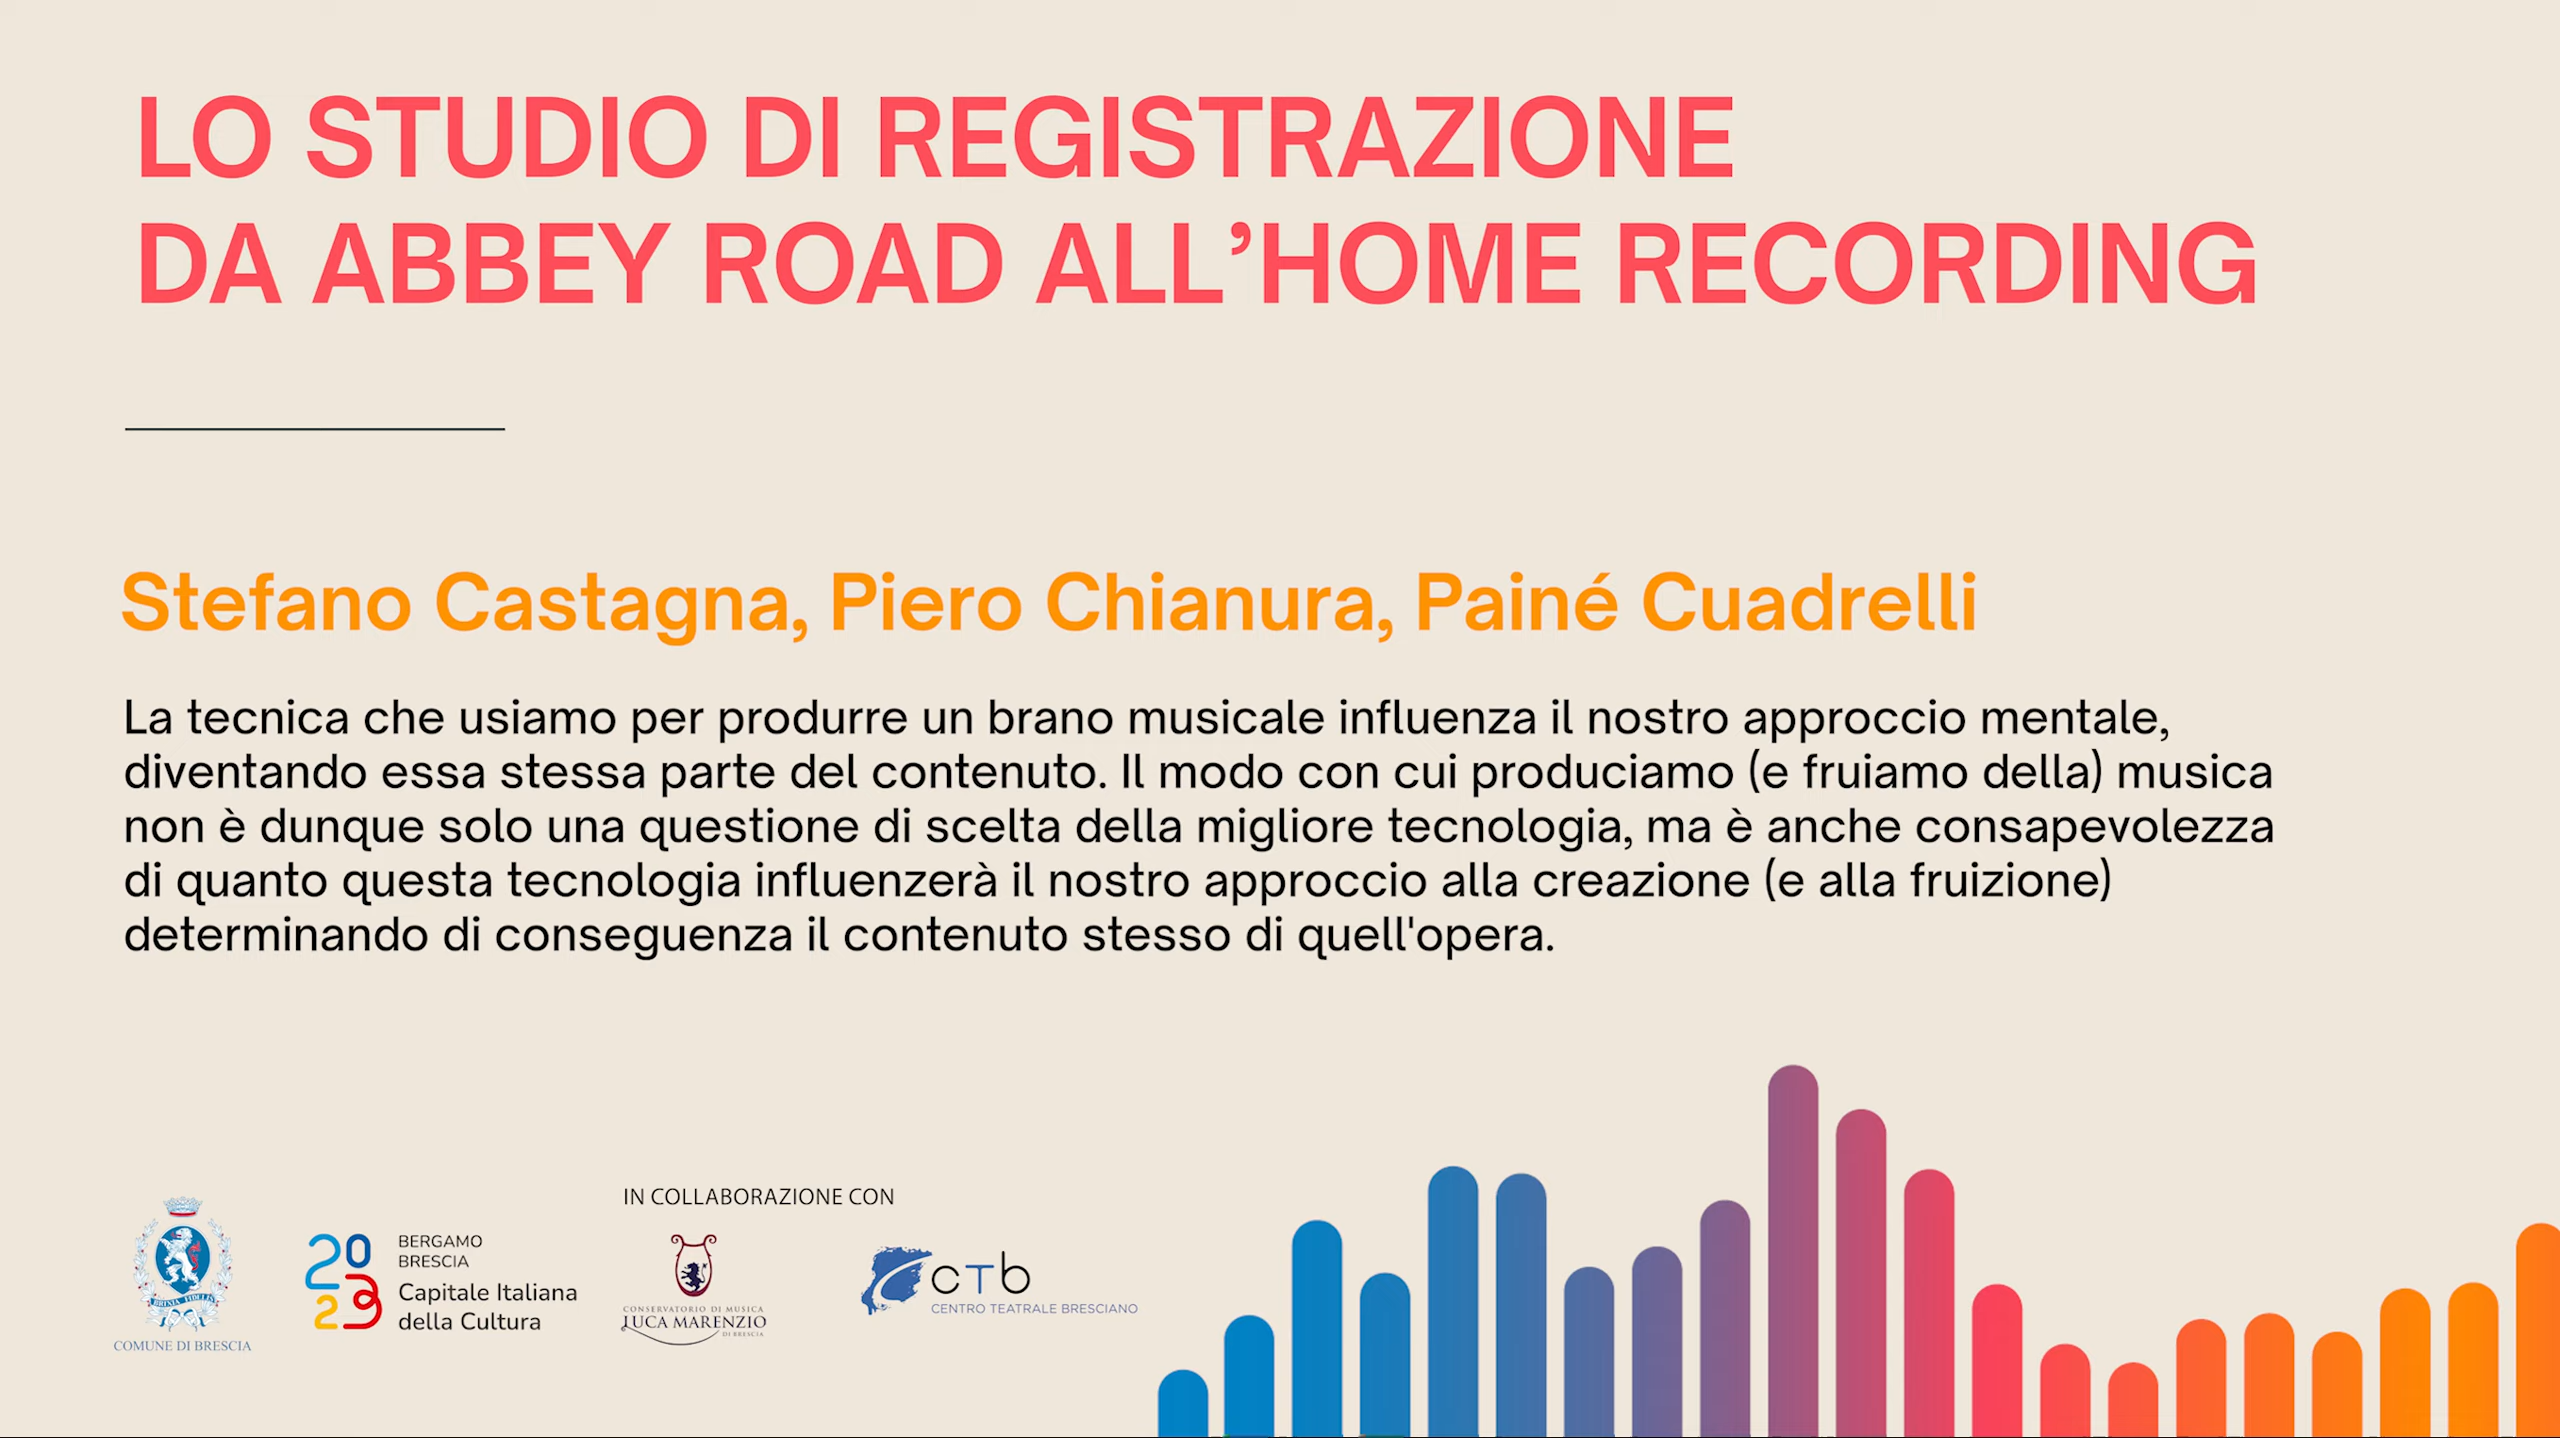 LO STUDIO DI REGISTRAZIONE
DA ABBEY ROAD ALL’HOME RECORDING
Stefano Castagna, Piero Chianura, Painé Cuadrelli
La tecnica che usiamo per produrre un brano musicale influenza il nostro approccio mentale,
diventando essa stessa parte del contenuto. Il modo con cui produciamo (e fruiamo della) musica
non è dunque solo una questione di scelta della migliore tecnologia, ma è anche consapevolezza
di quanto questa tecnologia influenzerà il nostro approccio alla creazione (e alla fruizione)
determinando di conseguenza il contenuto stesso di quell'opera.
BRIXIA FIDELIS
COMUNE DI BRESCIA
2023
BERGAMO
BRESCIA
Capitale Italiana
della Cultura
IN COLLABORAZIONE CON
CONSERVATORIO DI MUSICA
LUCA MARENZIO
DI BRESCIA
CTb
CENTRO TEATRALE BRESCIANO